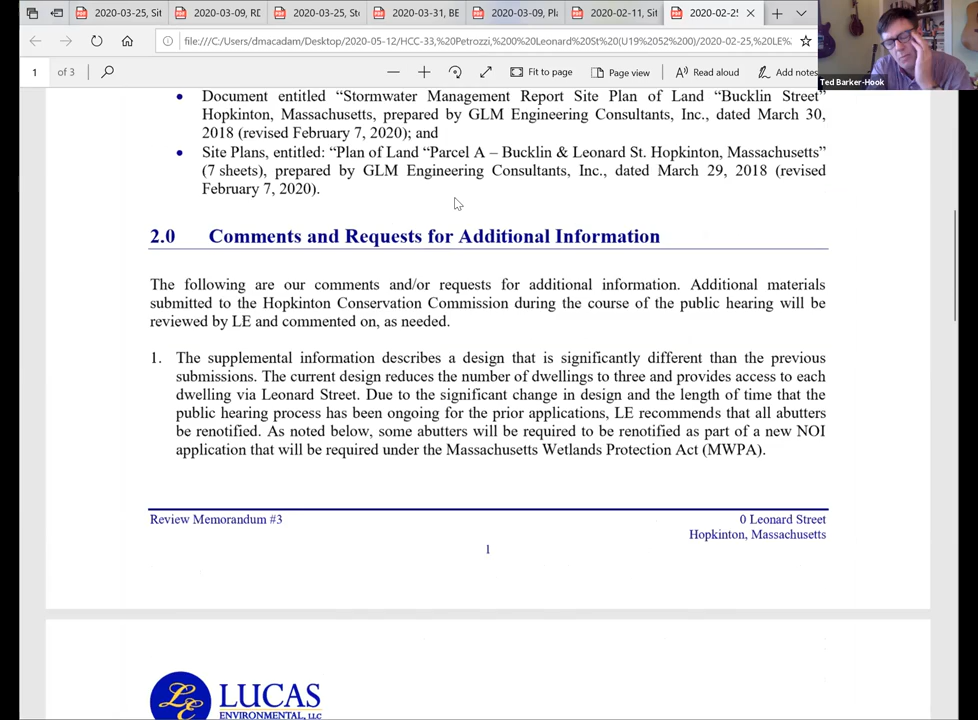 2020-03-25, Sit
2020-03-09, RD
2020-03-25, St
2020-03-31, BE
2020-03-09, Pl
2020-02-11, Sit
2020-02-25
file:///C:/Users/dmacadam/Desktop/2020-05-12/HCC-33,%20Petrozzi,%200%20Leonard%20St(U19%2052%200)/2020-02-25,%20LE%
1 of 3
Fit to page
Page view
Read aloud
Add notes
Ted Barker-Hook
• Document entitled “Stormwater Management Report Site Plan of Land “Bucklin Street”
Hopkinton, Massachusetts, prepared by GLM Engineering Consultants, Inc., dated March 30,
2018 (revised February 7, 2020); and
• Site Plans, entitled: “Plan of Land “Parcel A – Bucklin & Leonard St. Hopkinton, Massachusetts”
(7 sheets), prepared by GLM Engineering Consultants, Inc., dated March 29, 2018 (revised
February 7, 2020).
2.0 Comments and Requests for Additional Information
The following are our comments and/or requests for additional information. Additional materials
submitted to the Hopkinton Conservation Commission during the course of the public hearing will be
reviewed by LE and commented on, as needed.
1. The supplemental information describes a design that is significantly different than the previous
submissions. The current design reduces the number of dwellings to three and provides access to each
dwelling via Leonard Street. Due to the significant change in design and the length of time that the
public hearing process has been ongoing for the prior applications, LE recommends that all abutters
be renotified. As noted below, some abutters will be required to be renotified as part of a new NOI
application that will be required under the Massachusetts Wetlands Protection Act (MWPA).
Review Memorandum #3
0 Leonard Street
Hopkinton, Massachusetts
1
LE LUCAS
ENVIRONMENTAL, LLC